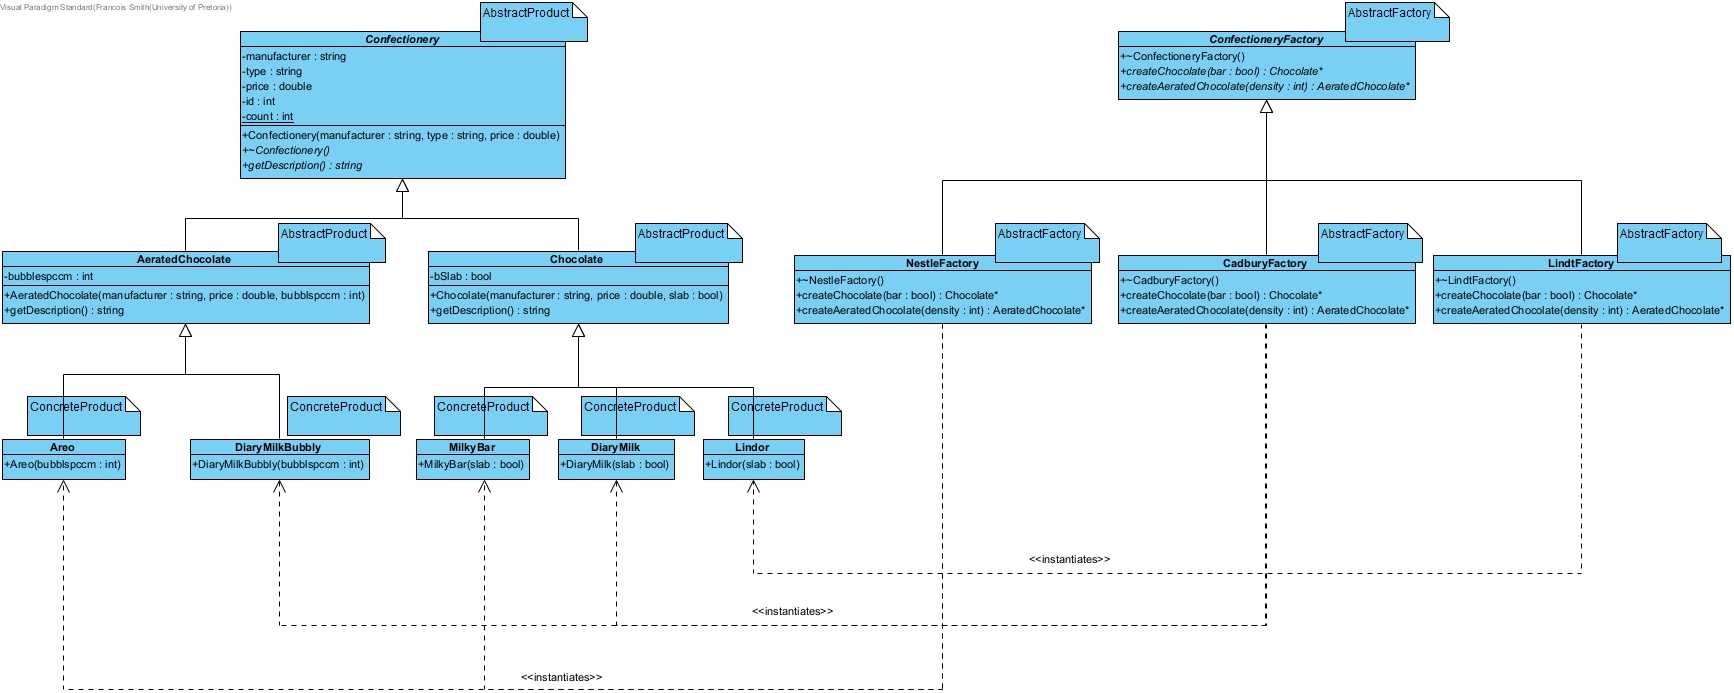 Visual Paradigm Standard(Francois Smith(University of Pretoria))
AbstractProduct
Confectionery
-manufacturer : string
-type : string
-price : double
-id : int
-count : int
+Confectionery(manufacturer : string, type : string, price : double)
+~Confectionery()
+getDescription() : string
AbstractFactory
ConfectioneryFactory
+~ConfectioneryFactory()
+createChocolate(bar : bool) : Chocolate*
+createAeratedChocolate(density : int) : AeratedChocolate*
AbstractProduct
AeratedChocolate
-bubblespccm : int
+AeratedChocolate(manufacturer : string, price : double, bubblspccm : int)
+getDescription() : string
AbstractProduct
Chocolate
-bSlab : bool
+Chocolate(manufacturer : string, price : double, slab : bool)
+getDescription() : string
AbstractFactory
NestleFactory
+~NestleFactory()
+createChocolate(bar : bool) : Chocolate*
+createAeratedChocolate(density : int) : AeratedChocolate*
AbstractFactory
CadburyFactory
+~CadburyFactory()
+createChocolate(bar : bool) : Chocolate*
+createAeratedChocolate(density : int) : AeratedChocolate*
AbstractFactory
LindtFactory
+~LindtFactory()
+createChocolate(bar : bool) : Chocolate*
+createAeratedChocolate(density : int) : AeratedChocolate*
ConcreteProduct
Areo
+Areo(bubblspccm : int)
ConcreteProduct
DiaryMilkBubbly
+DiaryMilkBubbly(bubblspccm : int)
ConcreteProduct
MilkyBar
+MilkyBar(slab : bool)
ConcreteProduct
DiaryMilk
+DiaryMilk(slab : bool)
ConcreteProduct
Lindor
+Lindor(slab : bool)
<<instantiates>>
<<instantiates>>
<<instantiates>>